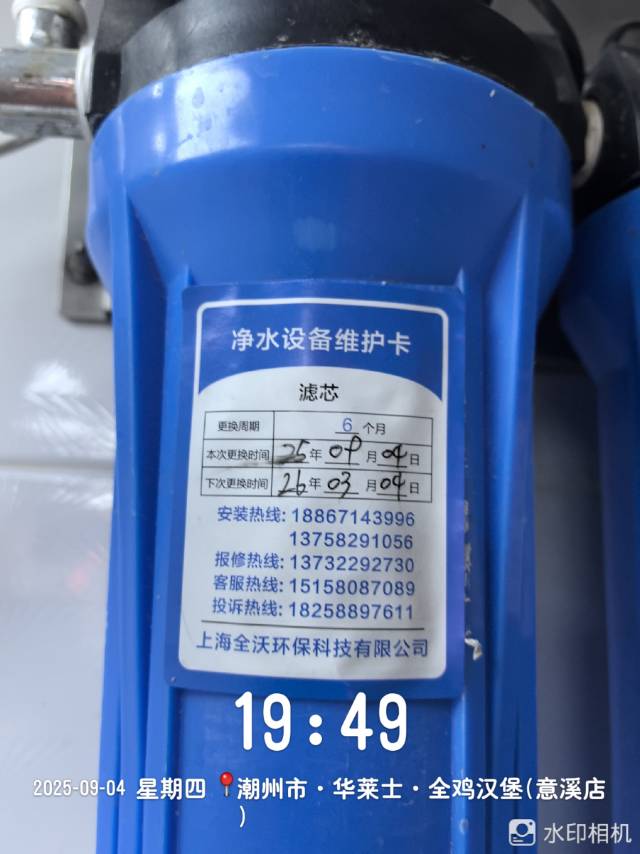 净水设备维护卡
滤芯
更换周期 6 个月
本次更换时间 25 年 09 月 04 日
下次更换时间 26 年 03 月 04 日
安装热线: 18867143996
13758291056
报修热线: 13732292730
客服热线: 15158087089
投诉热线: 18258897611
上海全沃环保科技有限公司
19:49
2025-09-04 星期四 📍潮州市·华莱士·全鸡汉堡(意溪店
)
水印相机